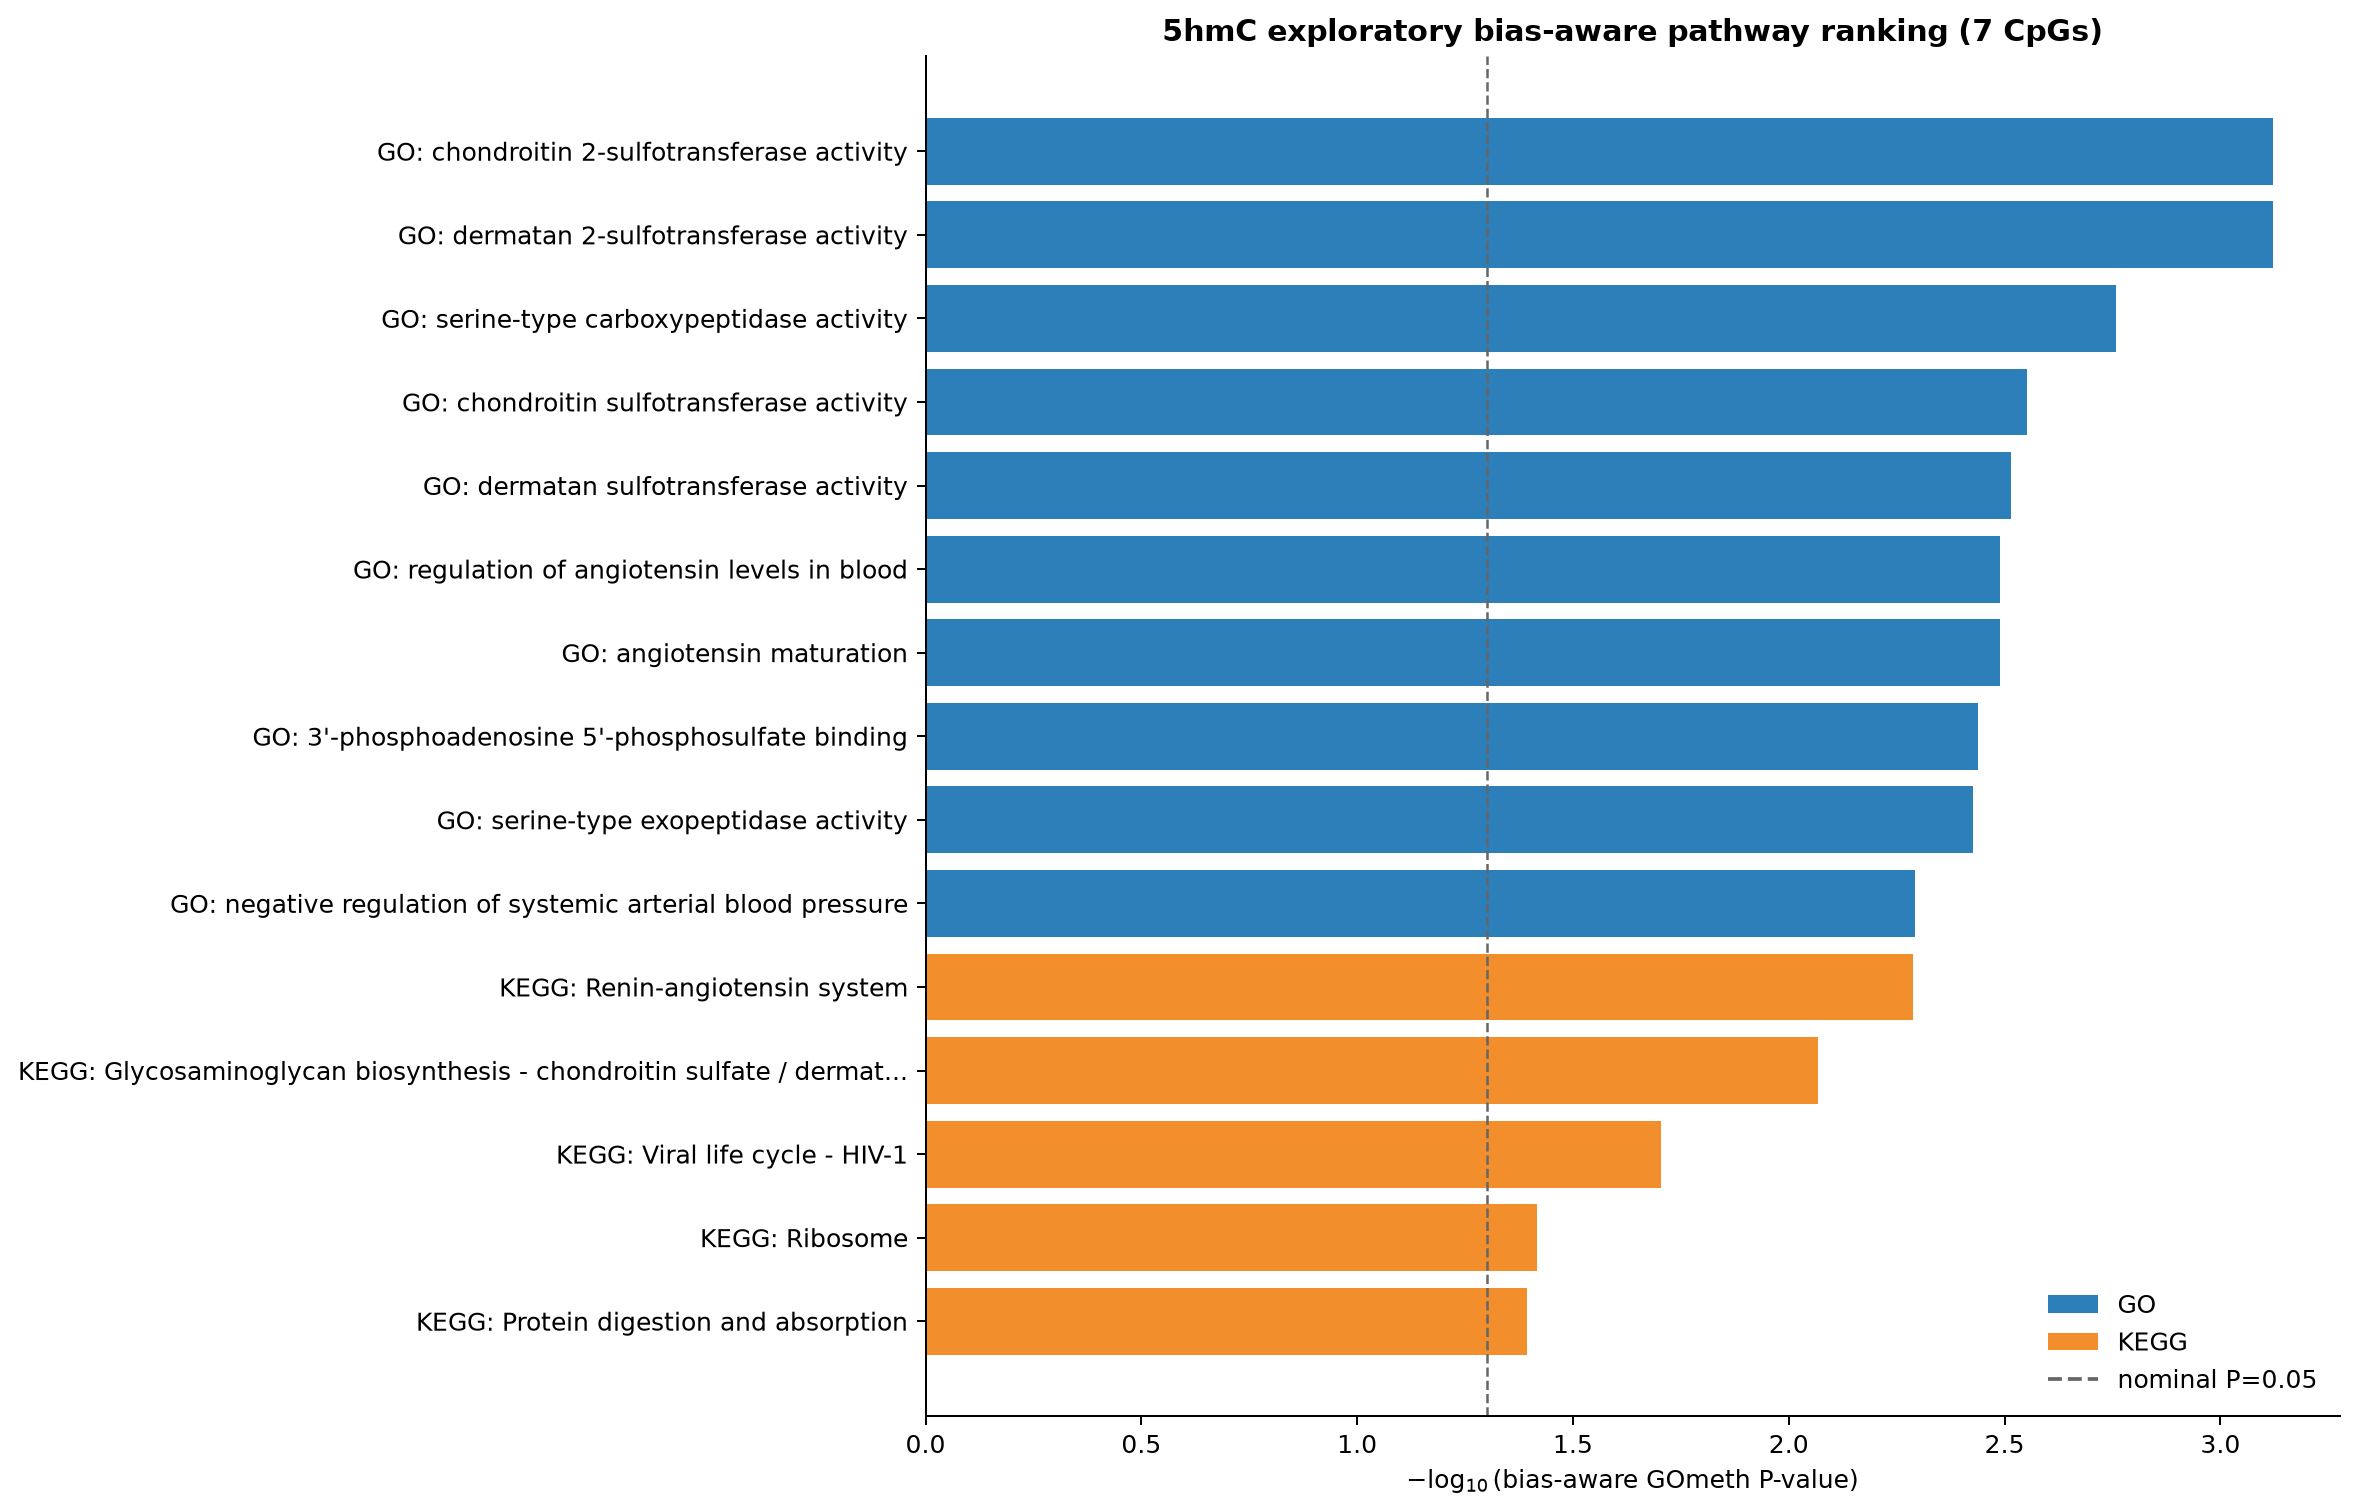 5hmC exploratory bias-aware pathway ranking (7 CpGs)
GO: chondroitin 2-sulfotransferase activity
GO: dermatan 2-sulfotransferase activity
GO: serine-type carboxypeptidase activity
GO: chondroitin sulfotransferase activity
GO: dermatan sulfotransferase activity
GO: regulation of angiotensin levels in blood
GO: angiotensin maturation
GO: 3'-phosphoadenosine 5'-phosphosulfate binding
GO: serine-type exopeptidase activity
GO: negative regulation of systemic arterial blood pressure
KEGG: Renin-angiotensin system
KEGG: Glycosaminoglycan biosynthesis - chondroitin sulfate / dermat...
KEGG: Viral life cycle - HIV-1
KEGG: Ribosome
KEGG: Protein digestion and absorption
GO
KEGG
nominal P=0.05
0.0 0.5 1.0 1.5 2.0 2.5 3.0
−log₁₀(bias-aware GOmeth P-value)